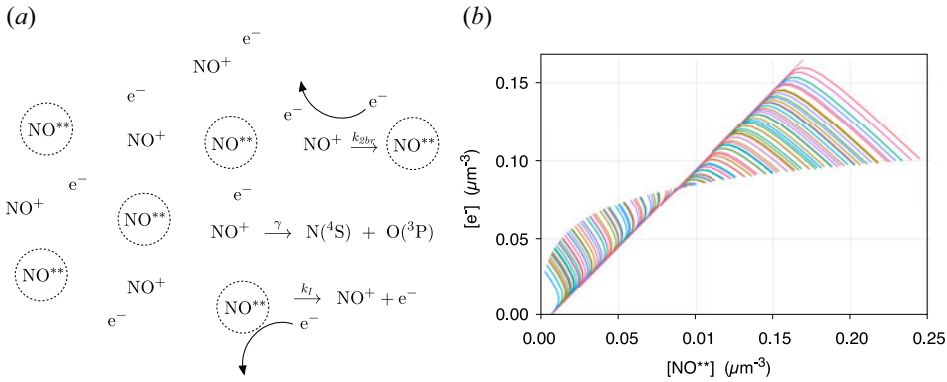 (a)
e⁻
NO⁺
e⁻
e⁻
e⁻
NO**
NO⁺
NO**
NO⁺ k2br NO**
e⁻
e⁻
NO⁺
NO**
NO⁺ γ N(⁴S) + O(³P)
NO**
NO⁺
NO** kI NO⁺ + e⁻
e⁻
e⁻
(b)
0.15
0.10
0.05
0.00
[e-] (µm-3)
0.00 0.05 0.01 0.15 0.20 0.25
[NO**] (µm-3)